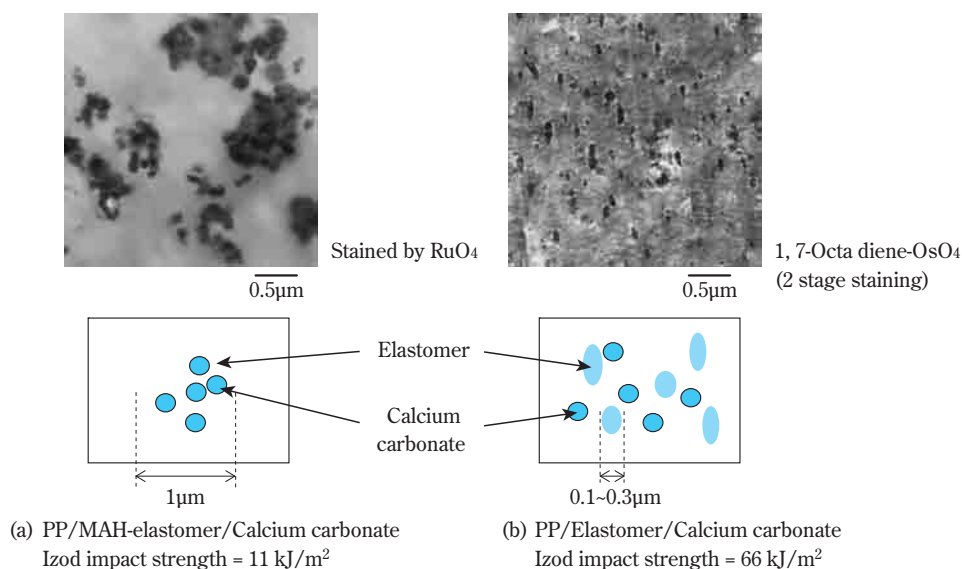 Stained by RuO₄
0.5μm
1, 7-Octa diene-OsO₄
(2 stage staining)
0.5μm
Elastomer
Calcium
carbonate
1μm
0.1~0.3μm
(a) PP/MAH-elastomer/Calcium carbonate
Izod impact strength = 11 kJ/m²
(b) PP/Elastomer/Calcium carbonate
Izod impact strength = 66 kJ/m²